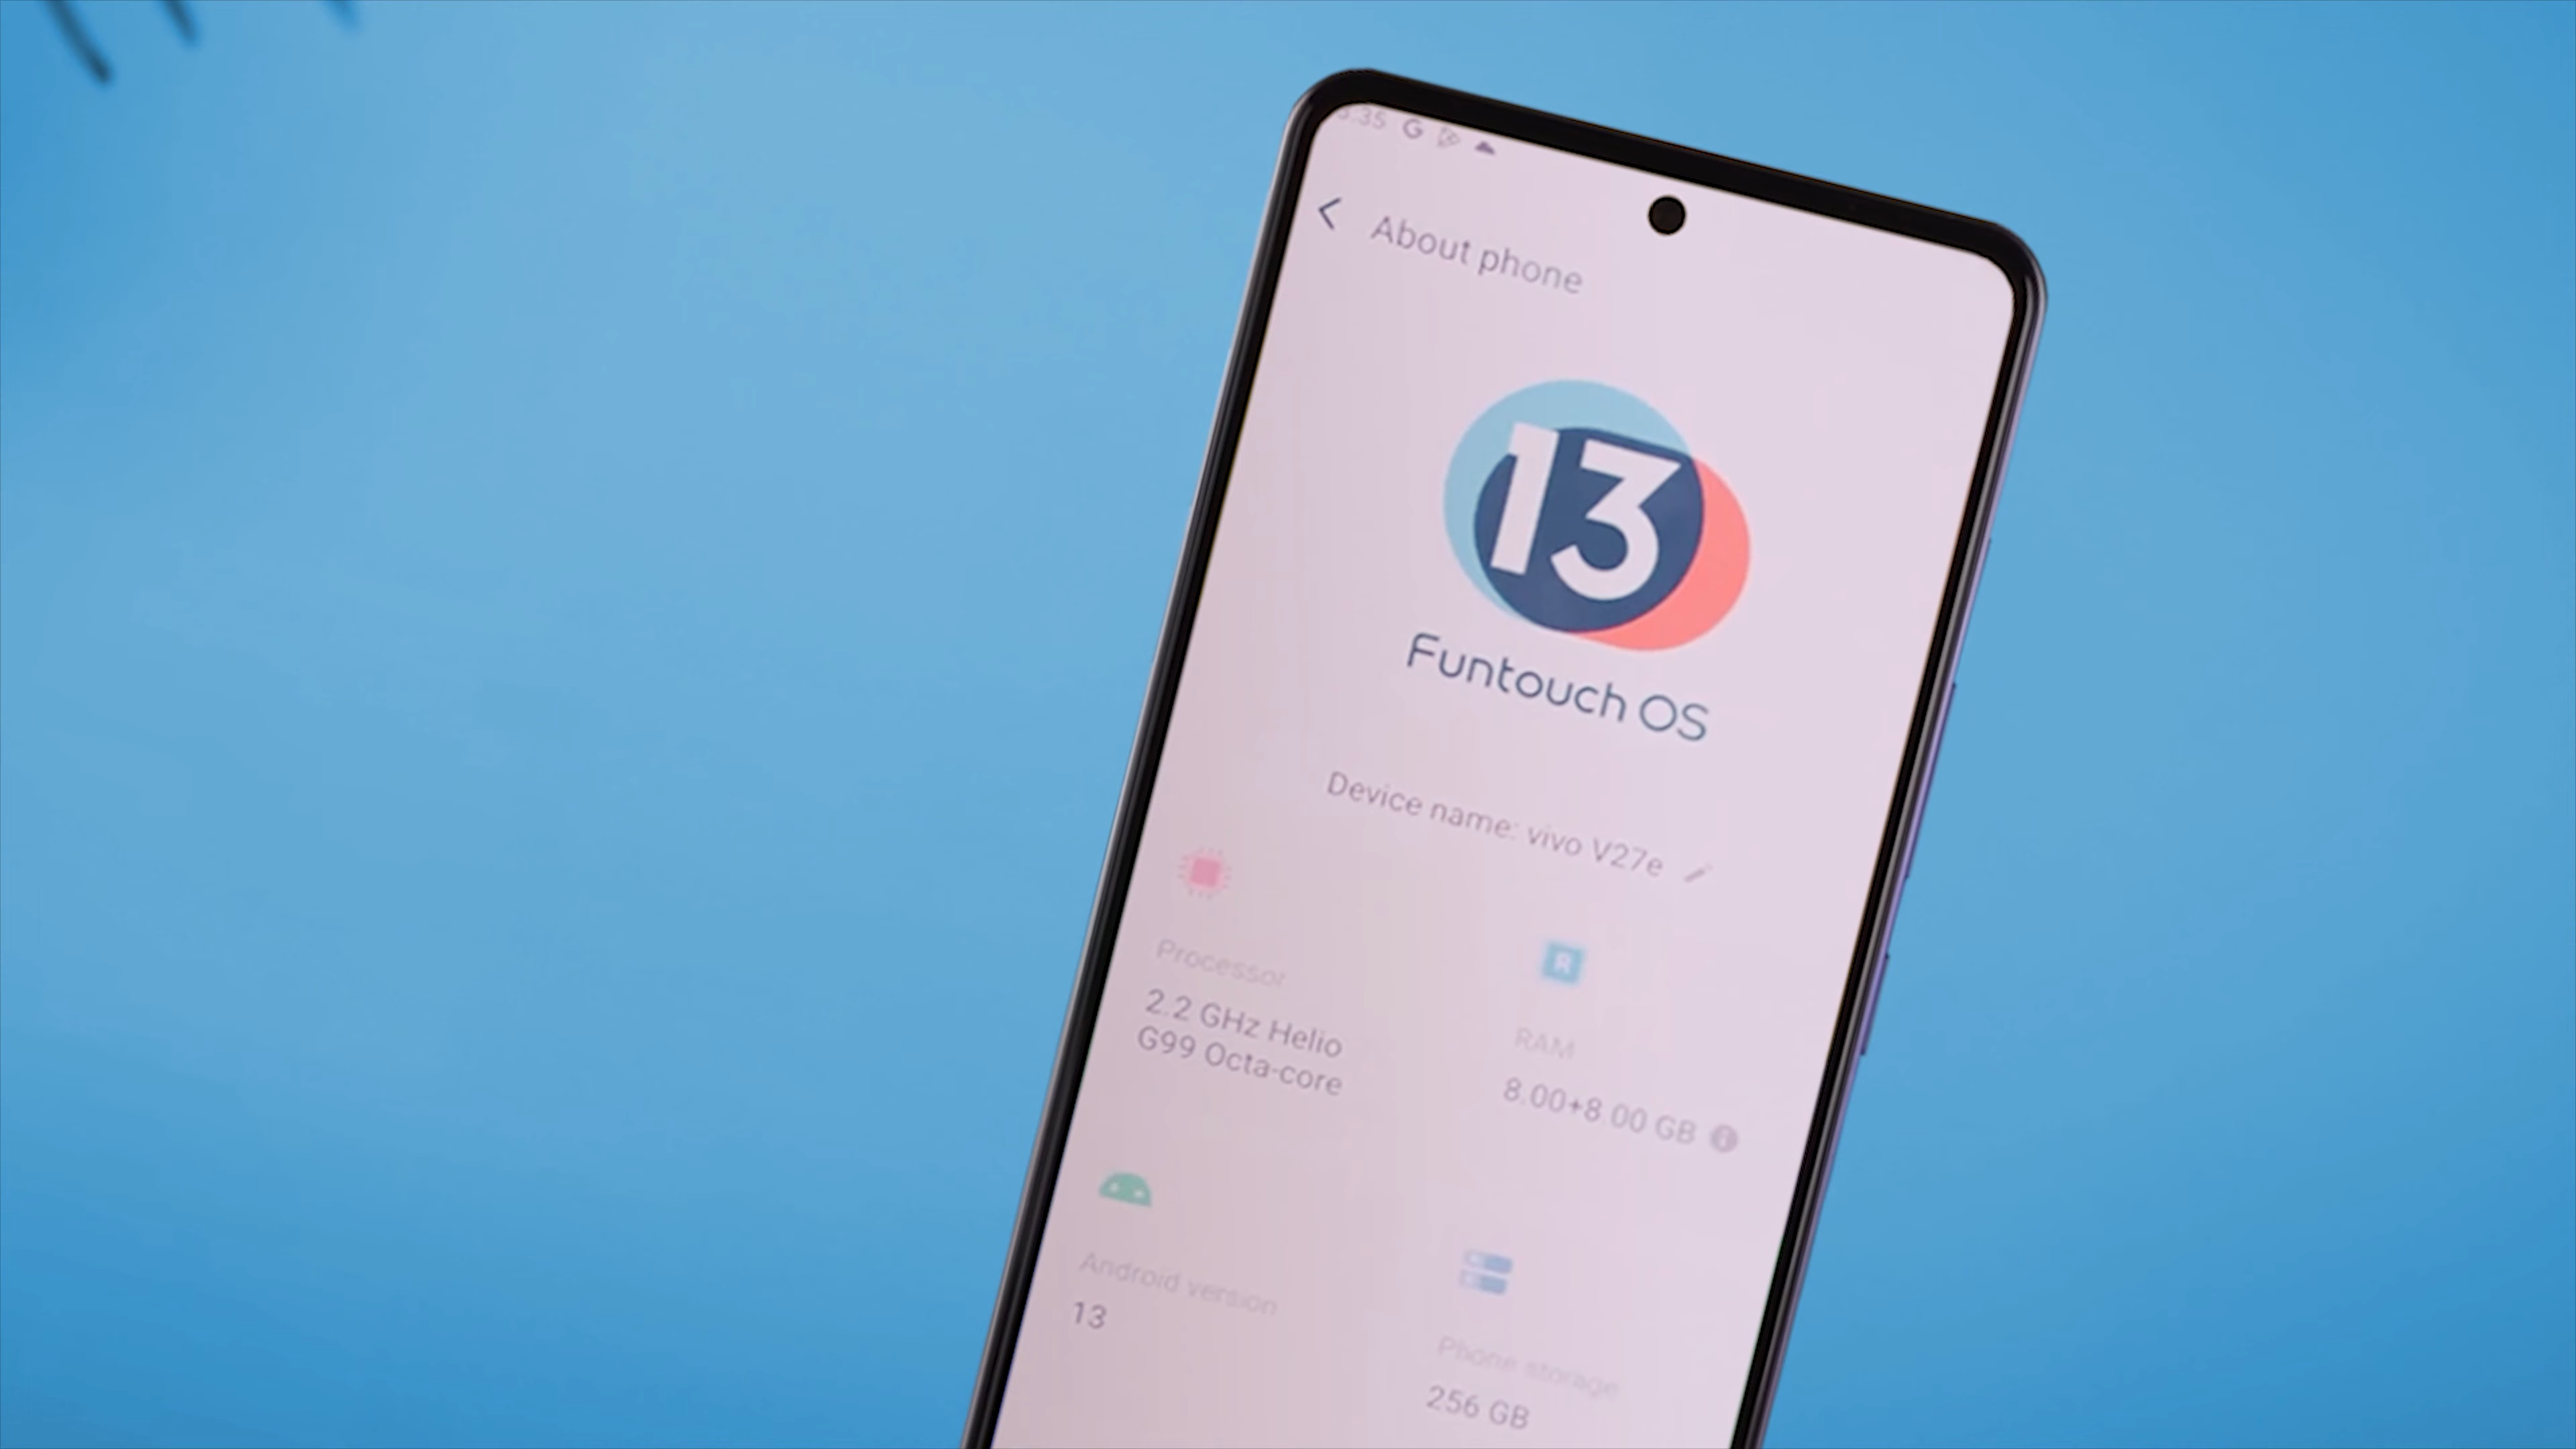 :35 G
About phone
13
Funtouch OS
Device name: vivo V27e
Processor
2.2 GHz Helio
G99 Octa-core
R
RAM
8.00+8.00 GB
Android version
13
Phone storage
256 GB